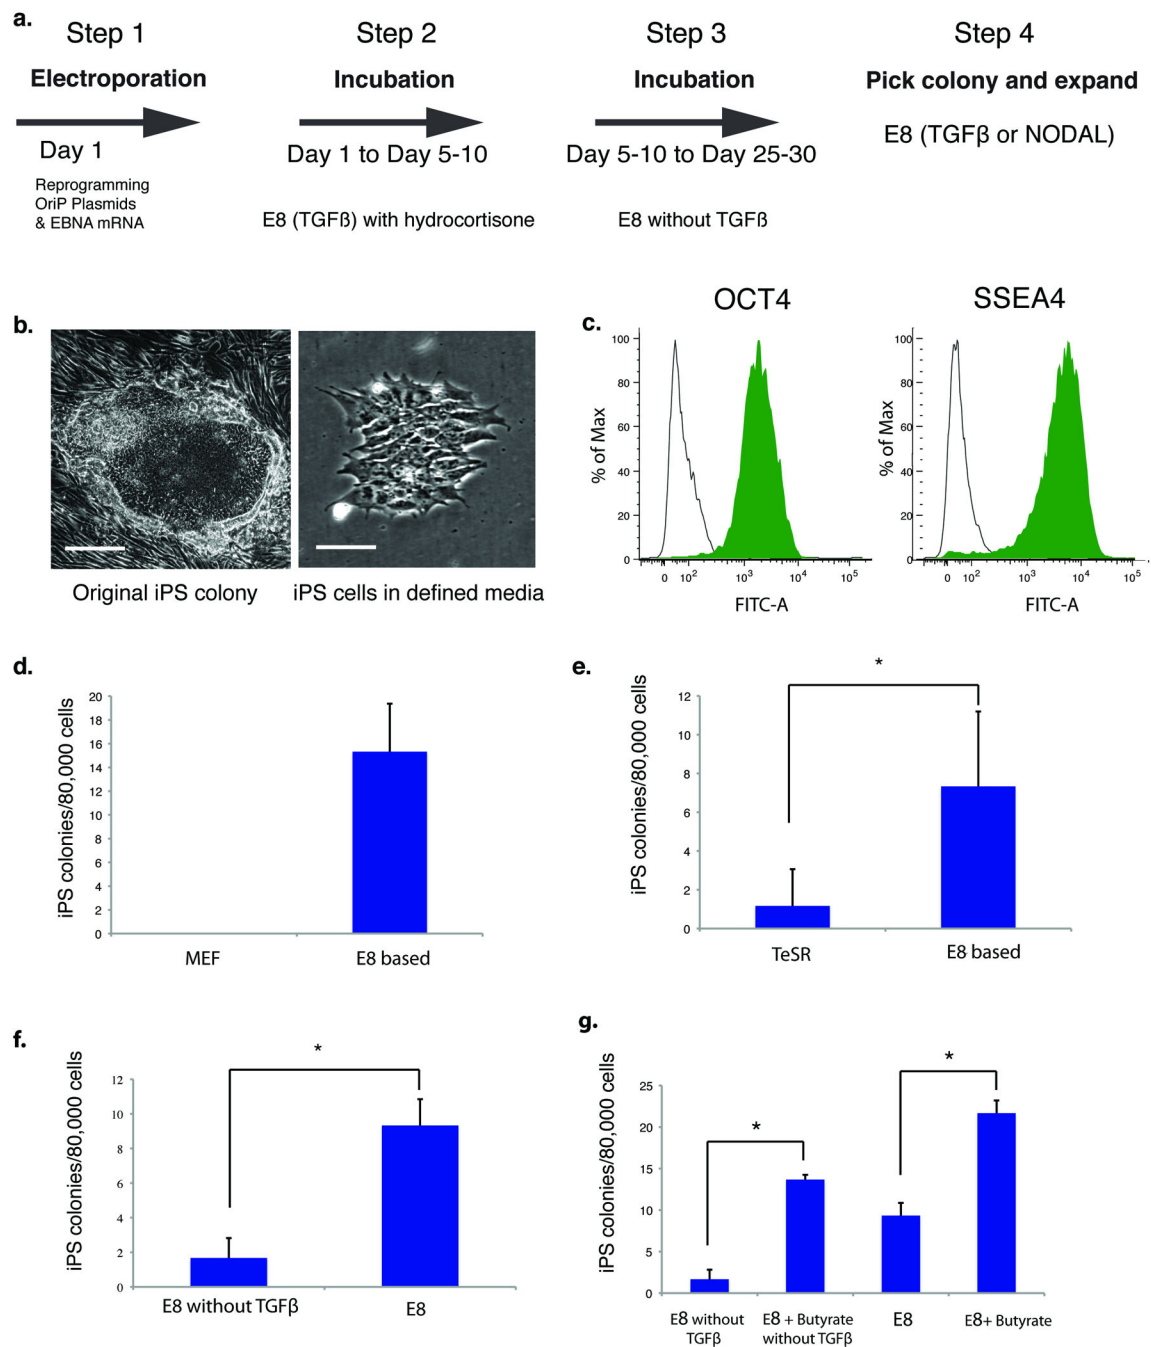 a.
Step 1
Step 2
Step 3
Step 4
Electroporation
Incubation
Incubation
Pick colony and expand
Day 1
Day 1 to Day 5-10
Day 5-10 to Day 25-30
E8 (TGFβ or NODAL)
Reprogramming
OriP Plasmids
& EBNA mRNA
E8 (TGFβ) with hydrocortisone
E8 without TGFβ
b.
Original iPS colony
iPS cells in defined media
c.
OCT4
% of Max
100
80
60
40
20
0
0 10² 10³ 10⁴ 10⁵
FITC-A
SSEA4
% of Max
100
80
60
40
20
0
0 10² 10³ 10⁴ 10⁵
FITC-A
d.
iPS colonies/80,000 cells
20
18
16
14
12
10
8
6
4
2
0
MEF
E8 based
e.
iPS colonies/80,000 cells
12
10
8
6
4
2
0
*
TeSR
E8 based
f.
iPS colonies/80,000 cells
12
10
8
6
4
2
0
*
E8 without TGFβ
E8
g.
iPS colonies/80,000 cells
25
20
15
10
5
0
*
*
E8 without
TGFβ
E8 + Butyrate
without TGFβ
E8
E8+ Butyrate